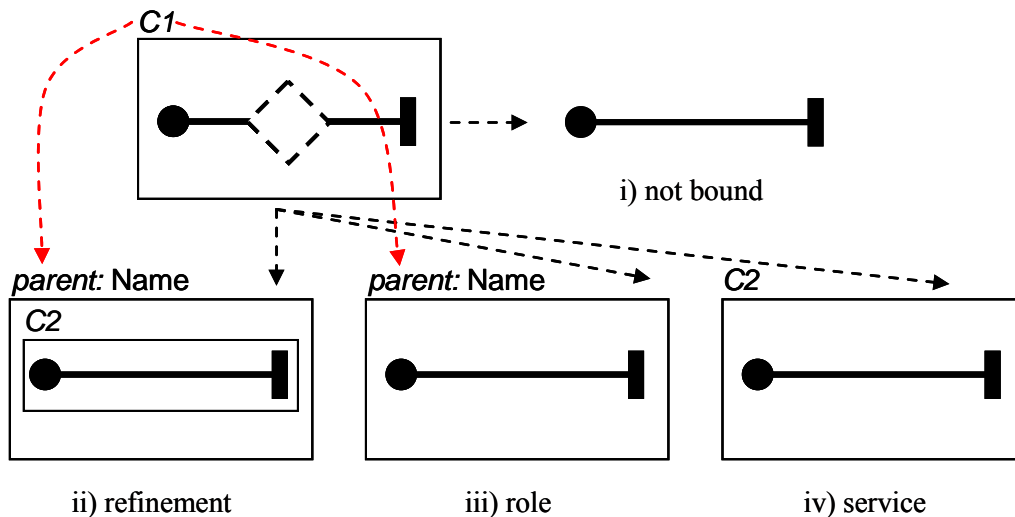 C1
i) not bound
parent: Name
parent: Name
C2
C2
ii) refinement
iii) role
iv) service